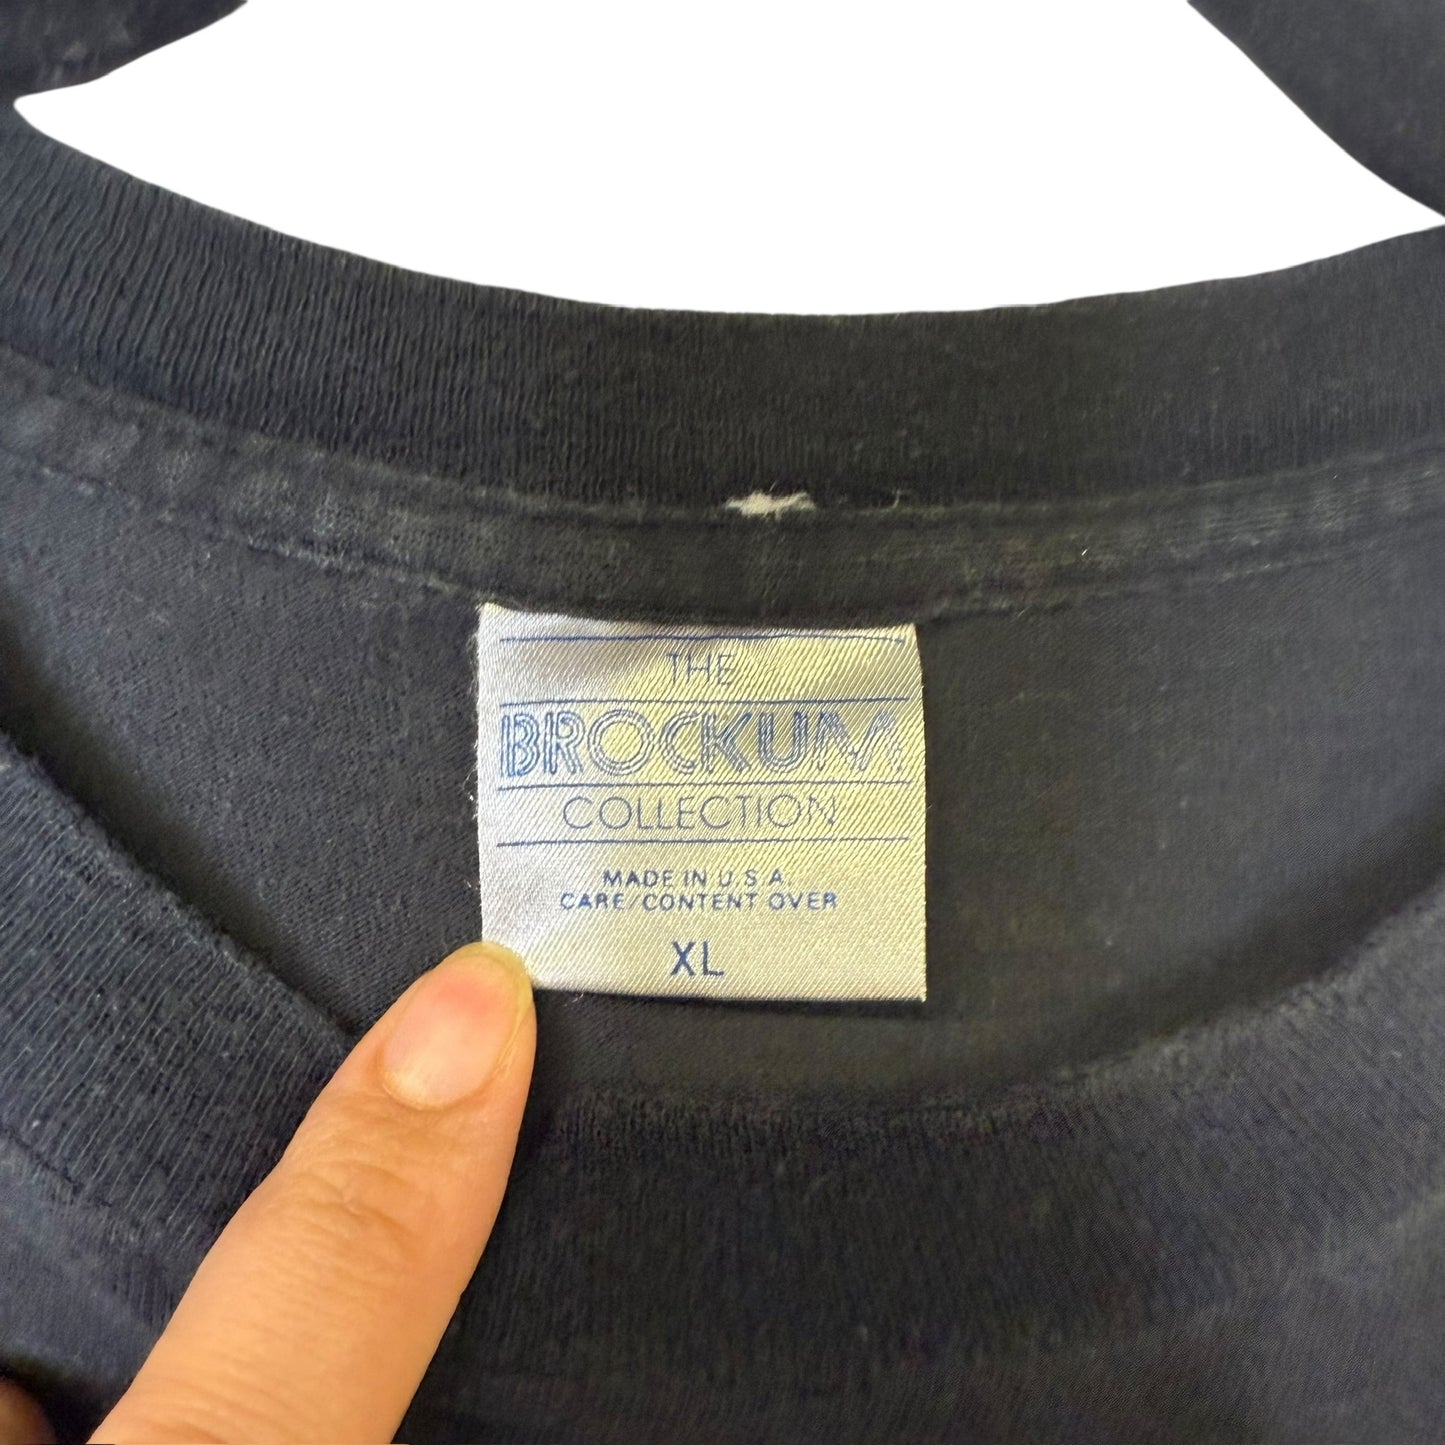 THE
BROCKUM
COLLECTION
MADE IN U.S.A.
CARE/CONTENT OVER
XL